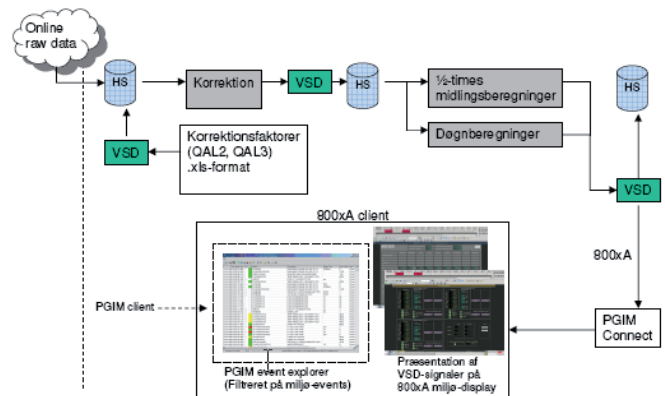 Online
raw data
HS
Korrektion
VSD
HS
½-times
midlingsberegninger
Døgnberegninger
HS
VSD
Korrektionsfaktorer
(QAL2, QAL3)
.xls-format
VSD
800xA client
800xA
PGIM client
PGIM
Connect
PGIM event explorer
(Filtreret på miljø-events)
Præsentation af
VSD-signaler på
800xA miljø-display